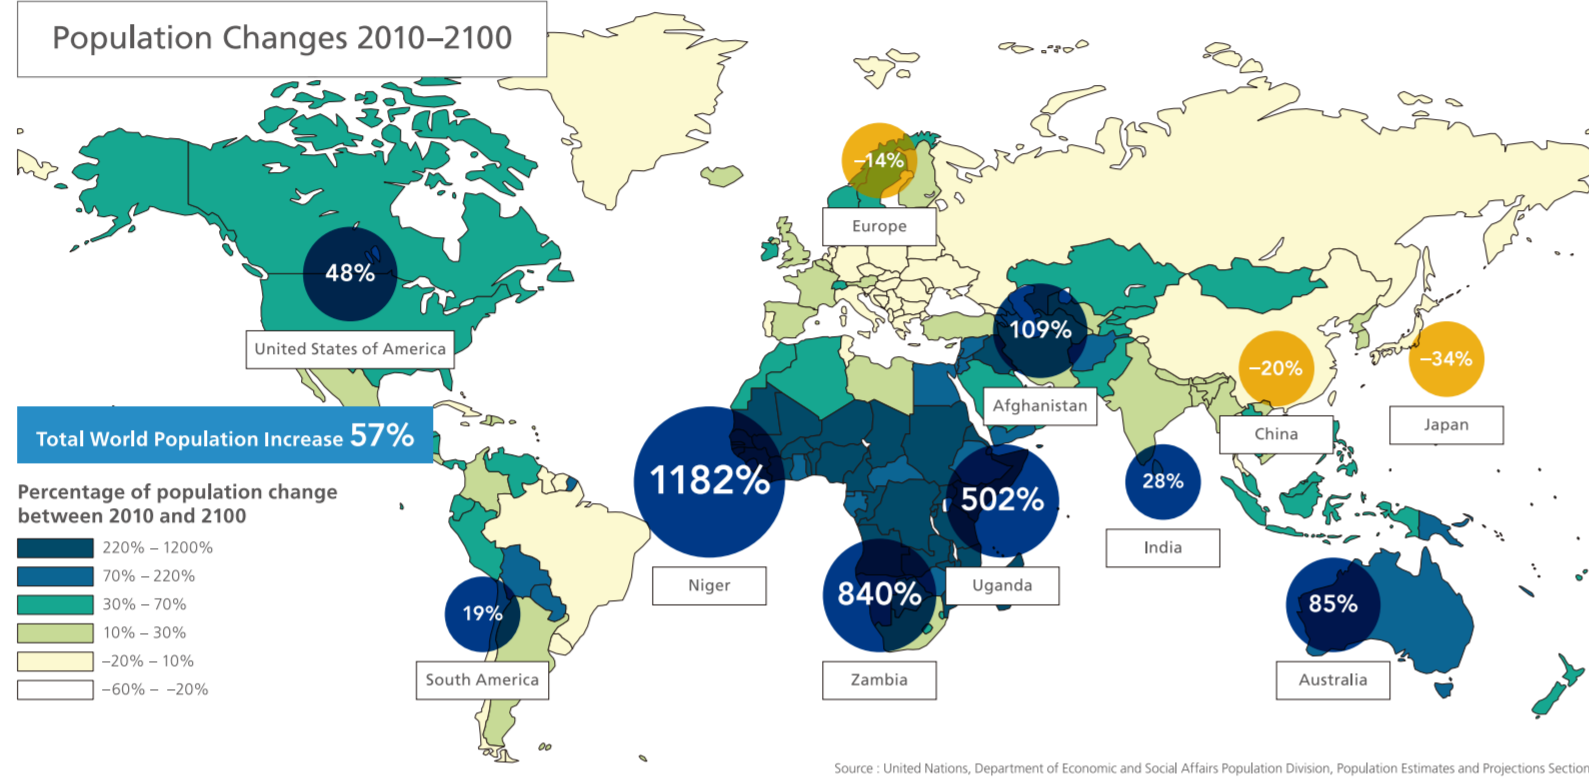 Population Changes 2010–2100
–14%
Europe
48%
United States of America
109%
Afghanistan
–20%
China
–34%
Japan
Total World Population Increase 57%
1182%
Niger
502%
Uganda
28%
India
Percentage of population change
between 2010 and 2100
220% – 1200%
70% – 220%
30% – 70%
10% – 30%
–20% – 10%
–60% – –20%
19%
South America
840%
Zambia
85%
Australia
Source : United Nations, Department of Economic and Social Affairs Population Division, Population Estimates and Projections Section